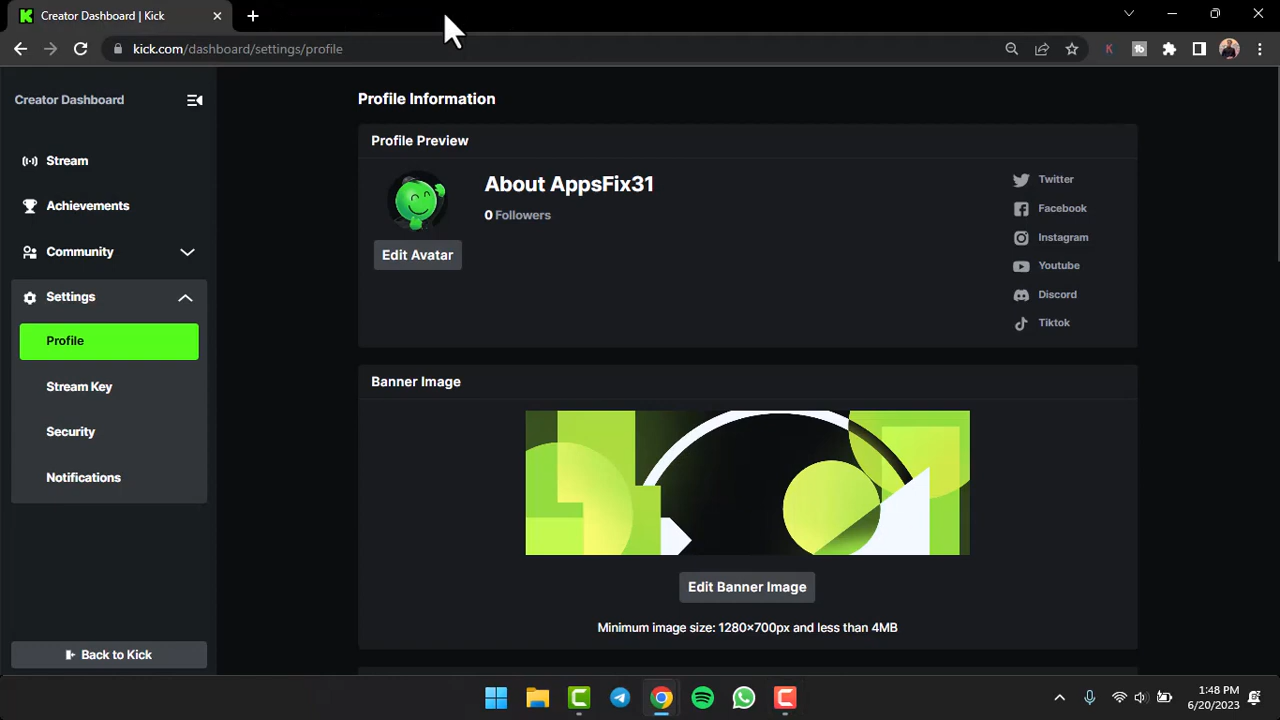 Creator Dashboard | Kick
kick.com/dashboard/settings/profile
Creator Dashboard
Stream
Achievements
Community
Settings
Profile
Stream Key
Security
Notifications
Back to Kick
Profile Information
Profile Preview
About AppsFix31
0 Followers
Edit Avatar
Twitter
Facebook
Instagram
Youtube
Discord
Tiktok
Banner Image
Edit Banner Image
Minimum image size: 1280x700px and less than 4MB
1:48 PM
6/20/2023